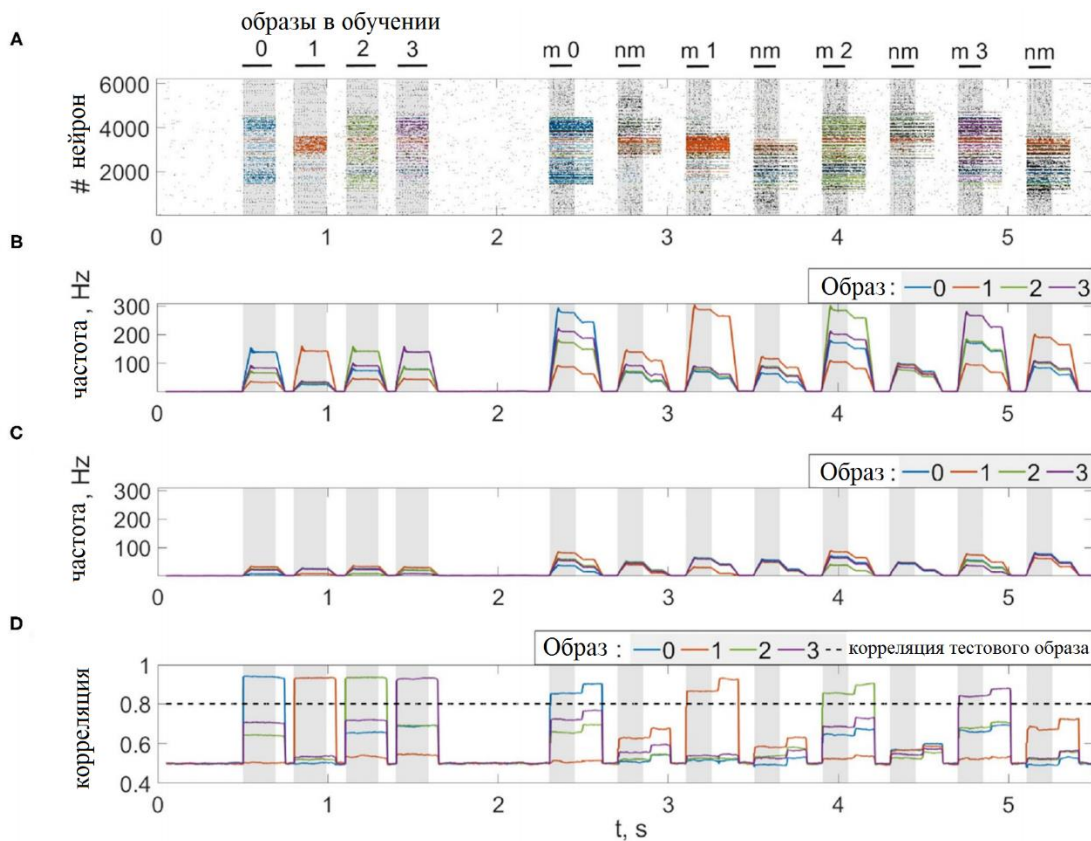 образы в обучении
A
0 1 2 3 m 0 nm m 1 nm m 2 nm m 3 nm
# нейрон
6000
4000
2000
0 1 2 3 4 5
B
частота, Hz
Образ : 0 1 2 3
300
200
100
0 1 2 3 4 5
C
частота, Hz
Образ : 0 1 2 3
300
200
100
0 1 2 3 4 5
D
корреляция
Образ : 0 1 2 3 корреляция тестового образа
1
0.8
0.6
0.4
0 1 2 3 4 5
t, s